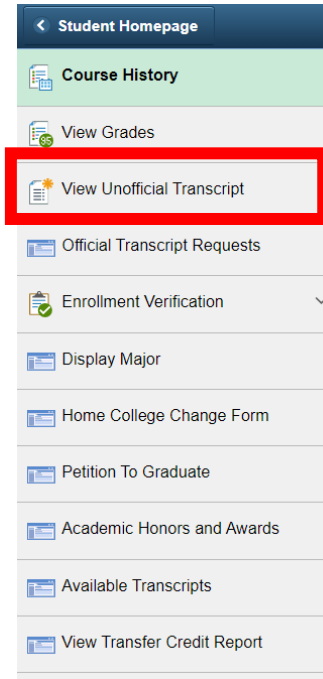 Student Homepage
Course History
View Grades
View Unofficial Transcript
Official Transcript Requests
Enrollment Verification
Display Major
Home College Change Form
Petition To Graduate
Academic Honors and Awards
Available Transcripts
View Transfer Credit Report